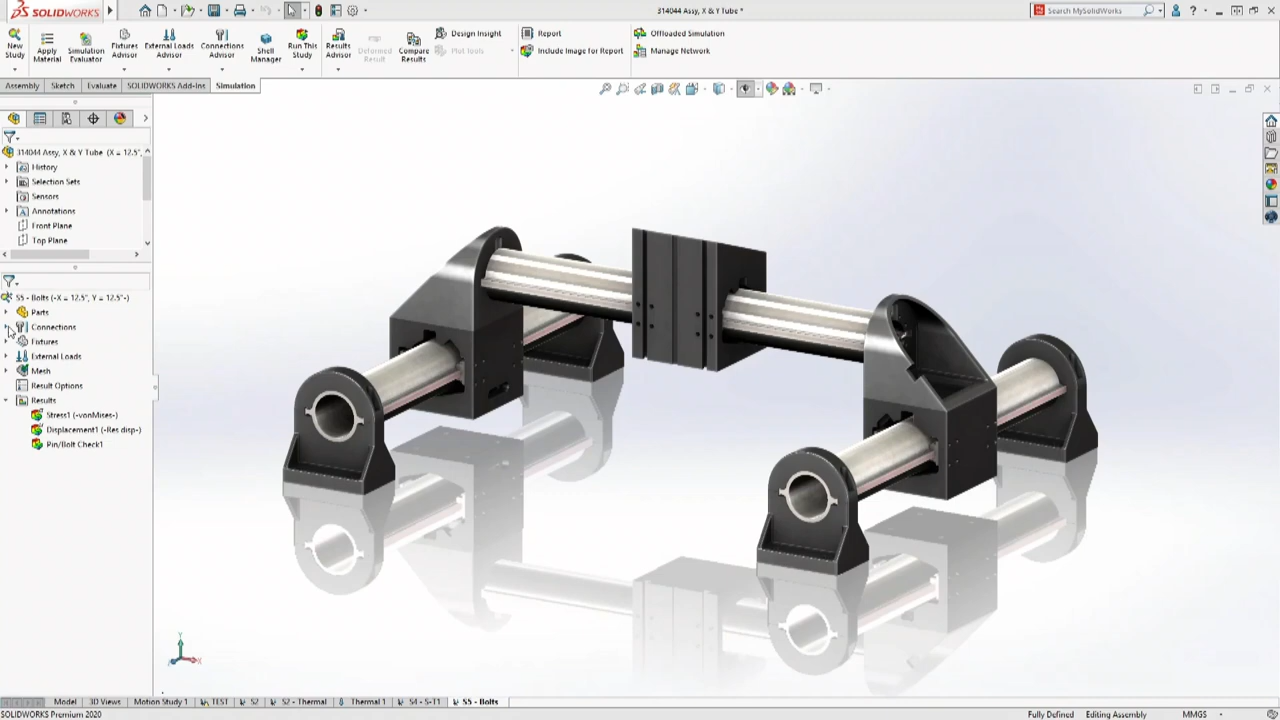 SOLIDWORKS
314044 Assy, X & Y Tube *
Search MySolidWorks
New Study
Apply Material
Simulation Evaluator
Fixtures Advisor
External Loads Advisor
Connections Advisor
Shell Manager
Run This Study
Results Advisor
Deformed Result
Compare Results
Design Insight
Plot Tools
Report
Include Image for Report
Offloaded Simulation
Manage Network
Assembly
Sketch
Evaluate
SOLIDWORKS Add-Ins
Simulation
314044 Assy, X & Y Tube (X = 12.5",
History
Selection Sets
Sensors
Annotations
Front Plane
Top Plane
S5 - Bolts (-X = 12.5", Y = 12.5"-)
Parts
Connections
Fixtures
External Loads
Mesh
Result Options
Results
Stress1 (-vonMises-)
Displacement1 (-Res disp-)
Pin/Bolt Check1
Y
X
Model
3D Views
Motion Study 1
TEST
S2
S2 - Thermal
Thermal 1
S4 - S-T1
S5 - Bolts
SOLIDWORKS Premium 2020
Fully Defined
Editing Assembly
MMGS